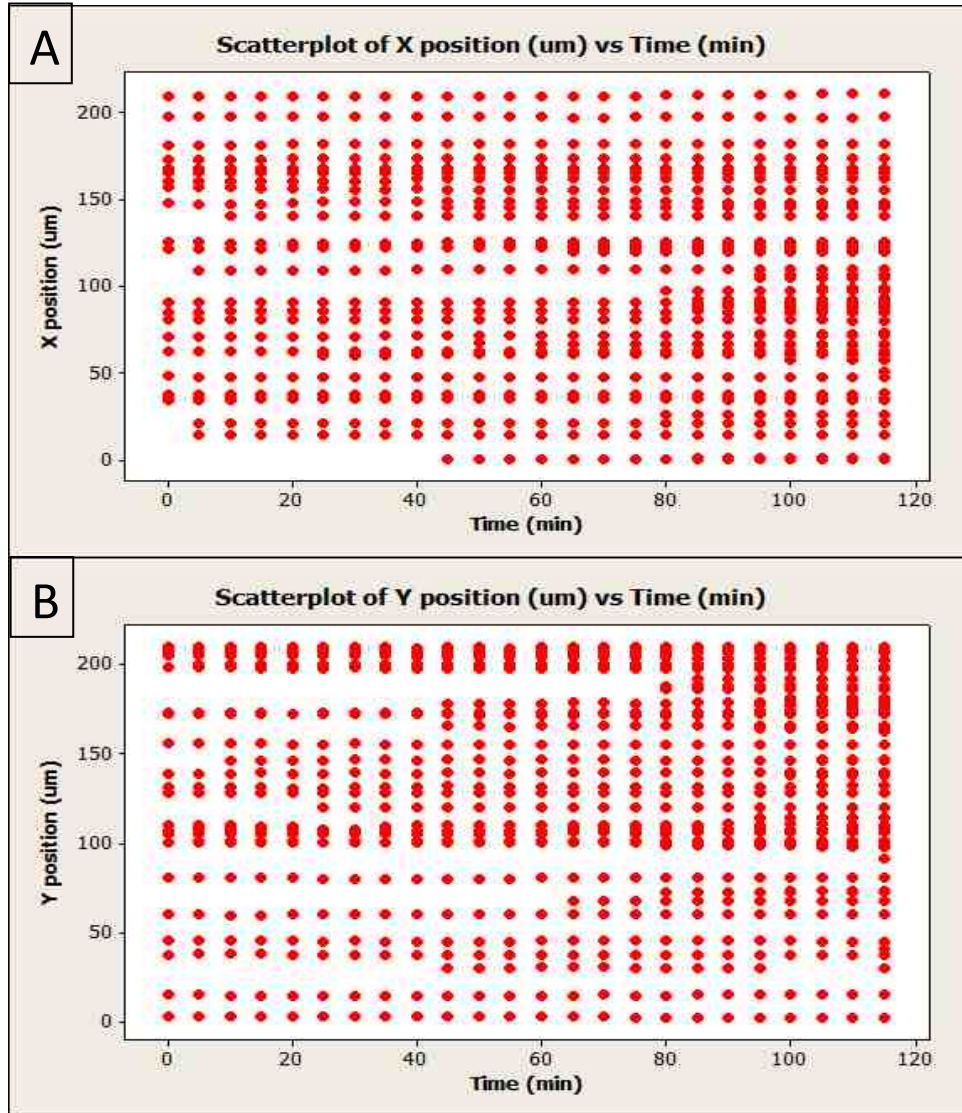 A
Scatterplot of X position (um) vs Time (min)
X position (um)
200
150
100
50
0
0 20 40 60 80 100 120
Time (min)
B
Scatterplot of Y position (um) vs Time (min)
Y position (um)
200
150
100
50
0
0 20 40 60 80 100 120
Time (min)